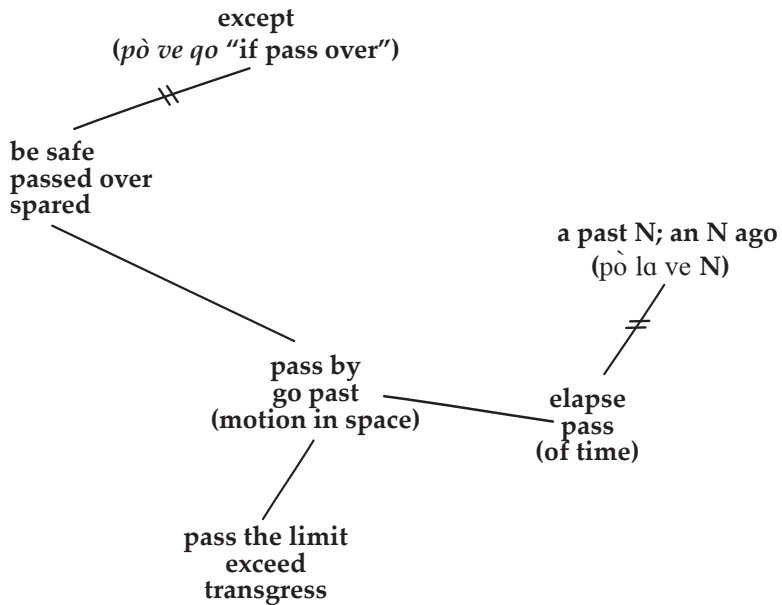 except
(pò ve qo “if pass over”)
be safe
passed over
spared
a past N; an N ago
(pò lɑ ve N)
pass by
go past
(motion in space)
elapse
pass
(of time)
pass the limit
exceed
transgress